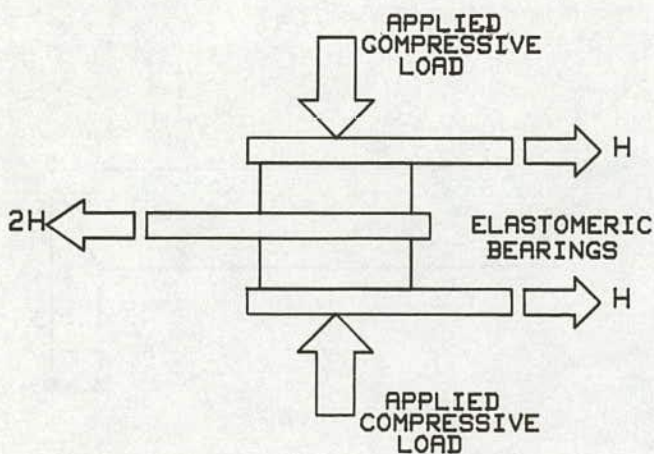 APPLIED
COMPRESSIVE
LOAD
H
2H
ELASTOMERIC
BEARINGS
H
APPLIED
COMPRESSIVE
LOAD